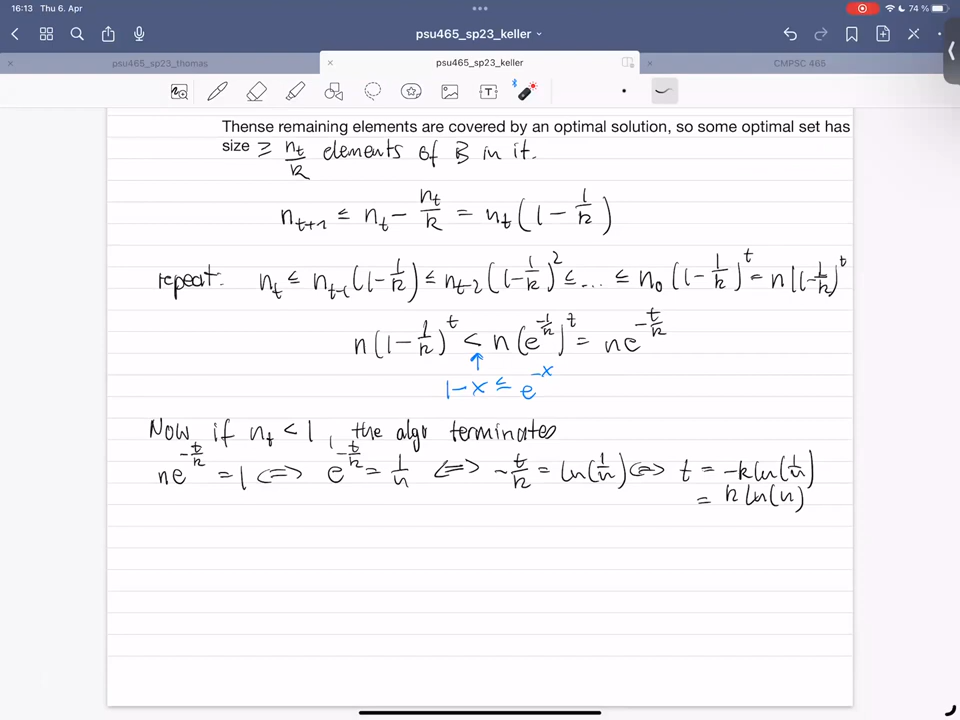 16:13 Thu 6. Apr
74 %
psu465_sp23_keller
psu465_sp23_thomas
psu465_sp23_keller
CMPSC 465
Thense remaining elements are covered by an optimal solution, so some optimal set has
size ≥ n_t/k elements of B in it.
n_{t+1} ≤ n_t - n_t/k = n_t (1 - 1/k)
repeat: n_t ≤ n_{t-1} (1 - 1/k) ≤ n_{t-2} (1 - 1/k)^2 ≤ ... ≤ n_0 (1 - 1/k)^t = n (1 - 1/k)^t
n (1 - 1/k)^t < n (e^{-1/k})^t = n e^{-t/k}
↑
1 - x ≤ e^{-x}
Now if n_t < 1, the algo terminates
n e^{-t/k} = 1 ⟺ e^{-t/k} = 1/n ⟺ -t/k = ln(1/n) ⟺ t = -k ln(1/n)
= k ln(n)